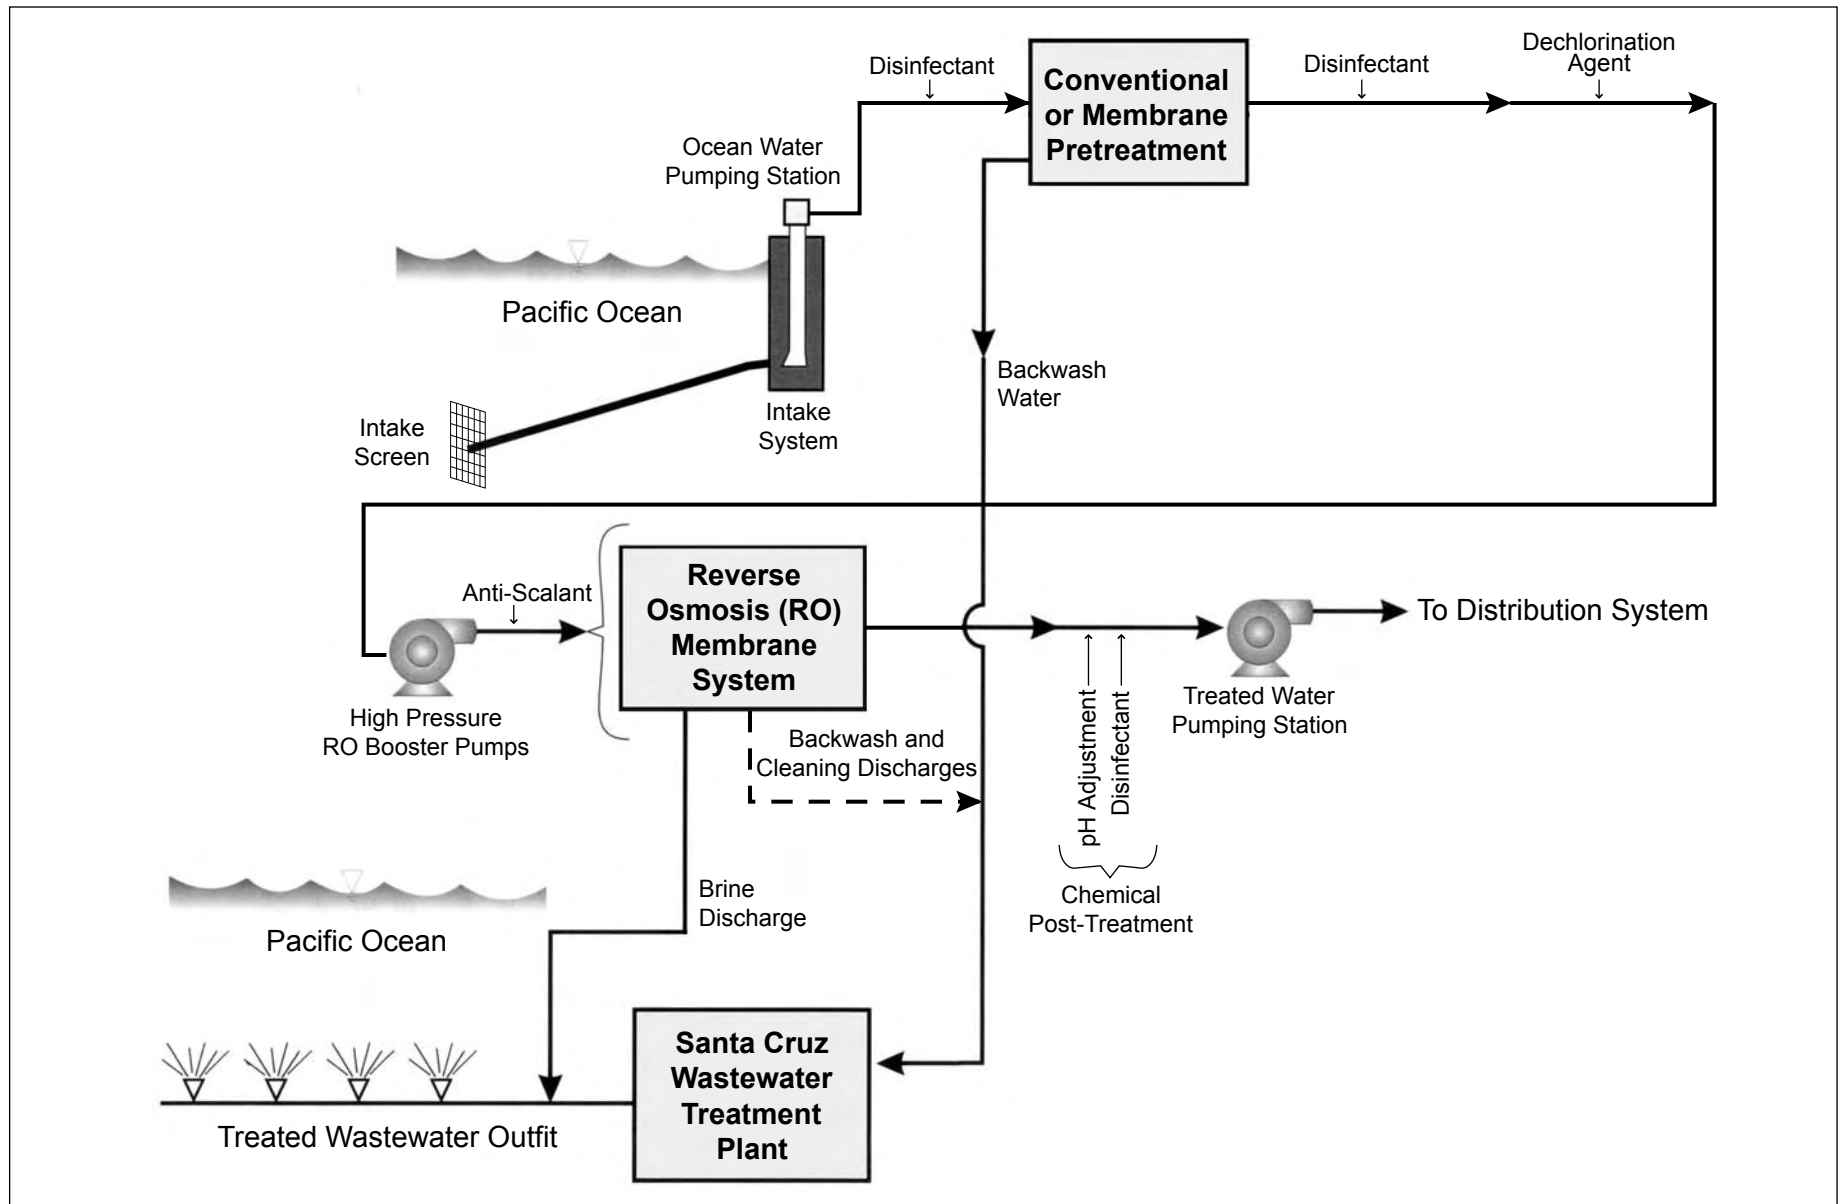 Disinfectant
Conventional
or Membrane
Pretreatment
Disinfectant
Dechlorination
Agent
Ocean Water
Pumping Station
Pacific Ocean
Intake
System
Intake
Screen
Backwash
Water
Anti-Scalant
High Pressure
RO Booster Pumps
Reverse
Osmosis (RO)
Membrane
System
To Distribution System
Treated Water
Pumping Station
Backwash and
Cleaning Discharges
pH Adjustment
Disinfectant
Chemical
Post-Treatment
Brine
Discharge
Pacific Ocean
Santa Cruz
Wastewater
Treatment
Plant
Treated Wastewater Outfit